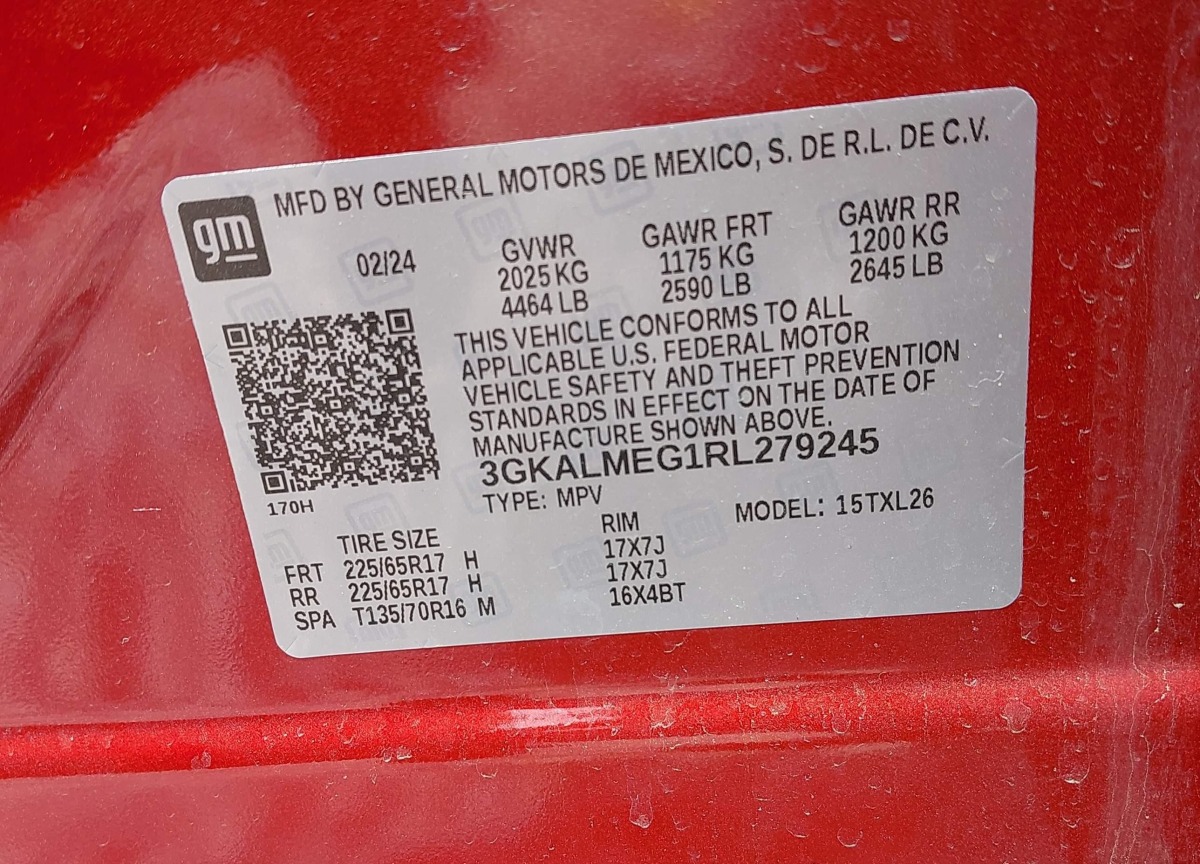 gm
MFD BY GENERAL MOTORS DE MEXICO, S. DE R.L. DE C.V.
02/24
GVWR
2025 KG
4464 LB
GAWR FRT
1175 KG
2590 LB
GAWR RR
1200 KG
2645 LB
THIS VEHICLE CONFORMS TO ALL
APPLICABLE U.S. FEDERAL MOTOR
VEHICLE SAFETY AND THEFT PREVENTION
STANDARDS IN EFFECT ON THE DATE OF
MANUFACTURE SHOWN ABOVE.
3GKALMEG1RL279245
170H
TYPE: MPV
MODEL: 15TXL26
TIRE SIZE RIM
FRT 225/65R17 H 17X7J
RR 225/65R17 H 17X7J
SPA T135/70R16 M 16X4BT